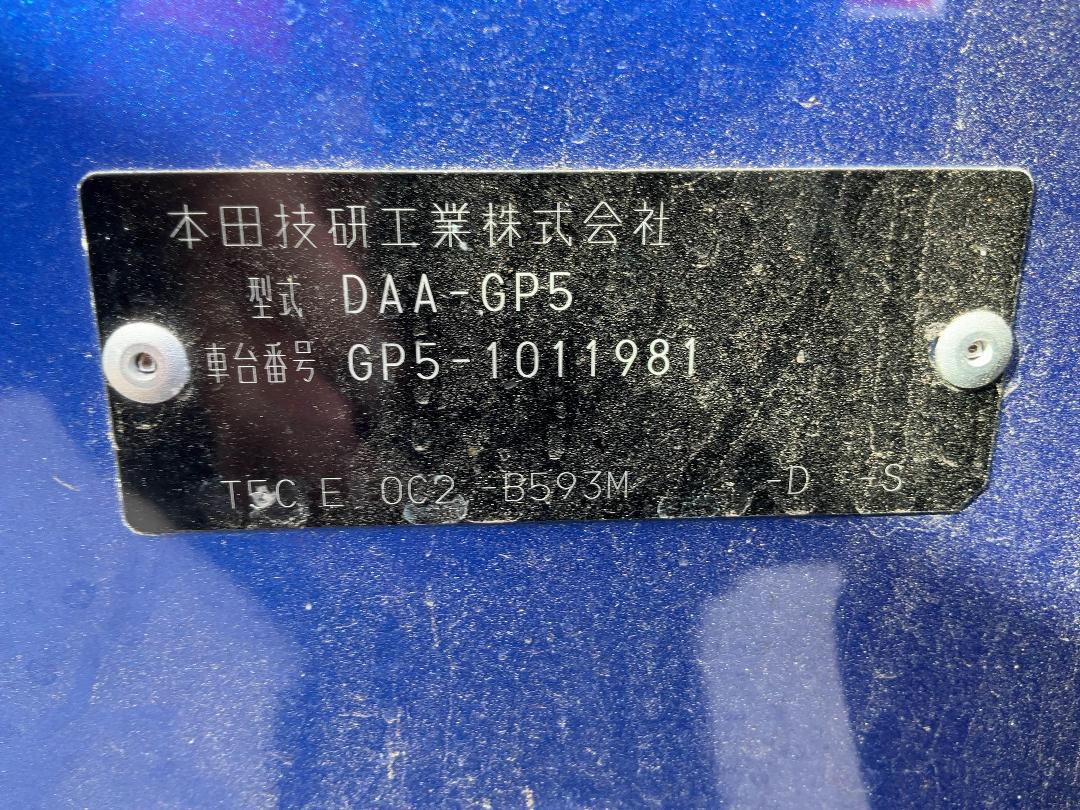 本田技研工業株式会社
型式 DAA-GP5
車台番号 GP5-1011981
T5C E 0C2 -B593M -D -S